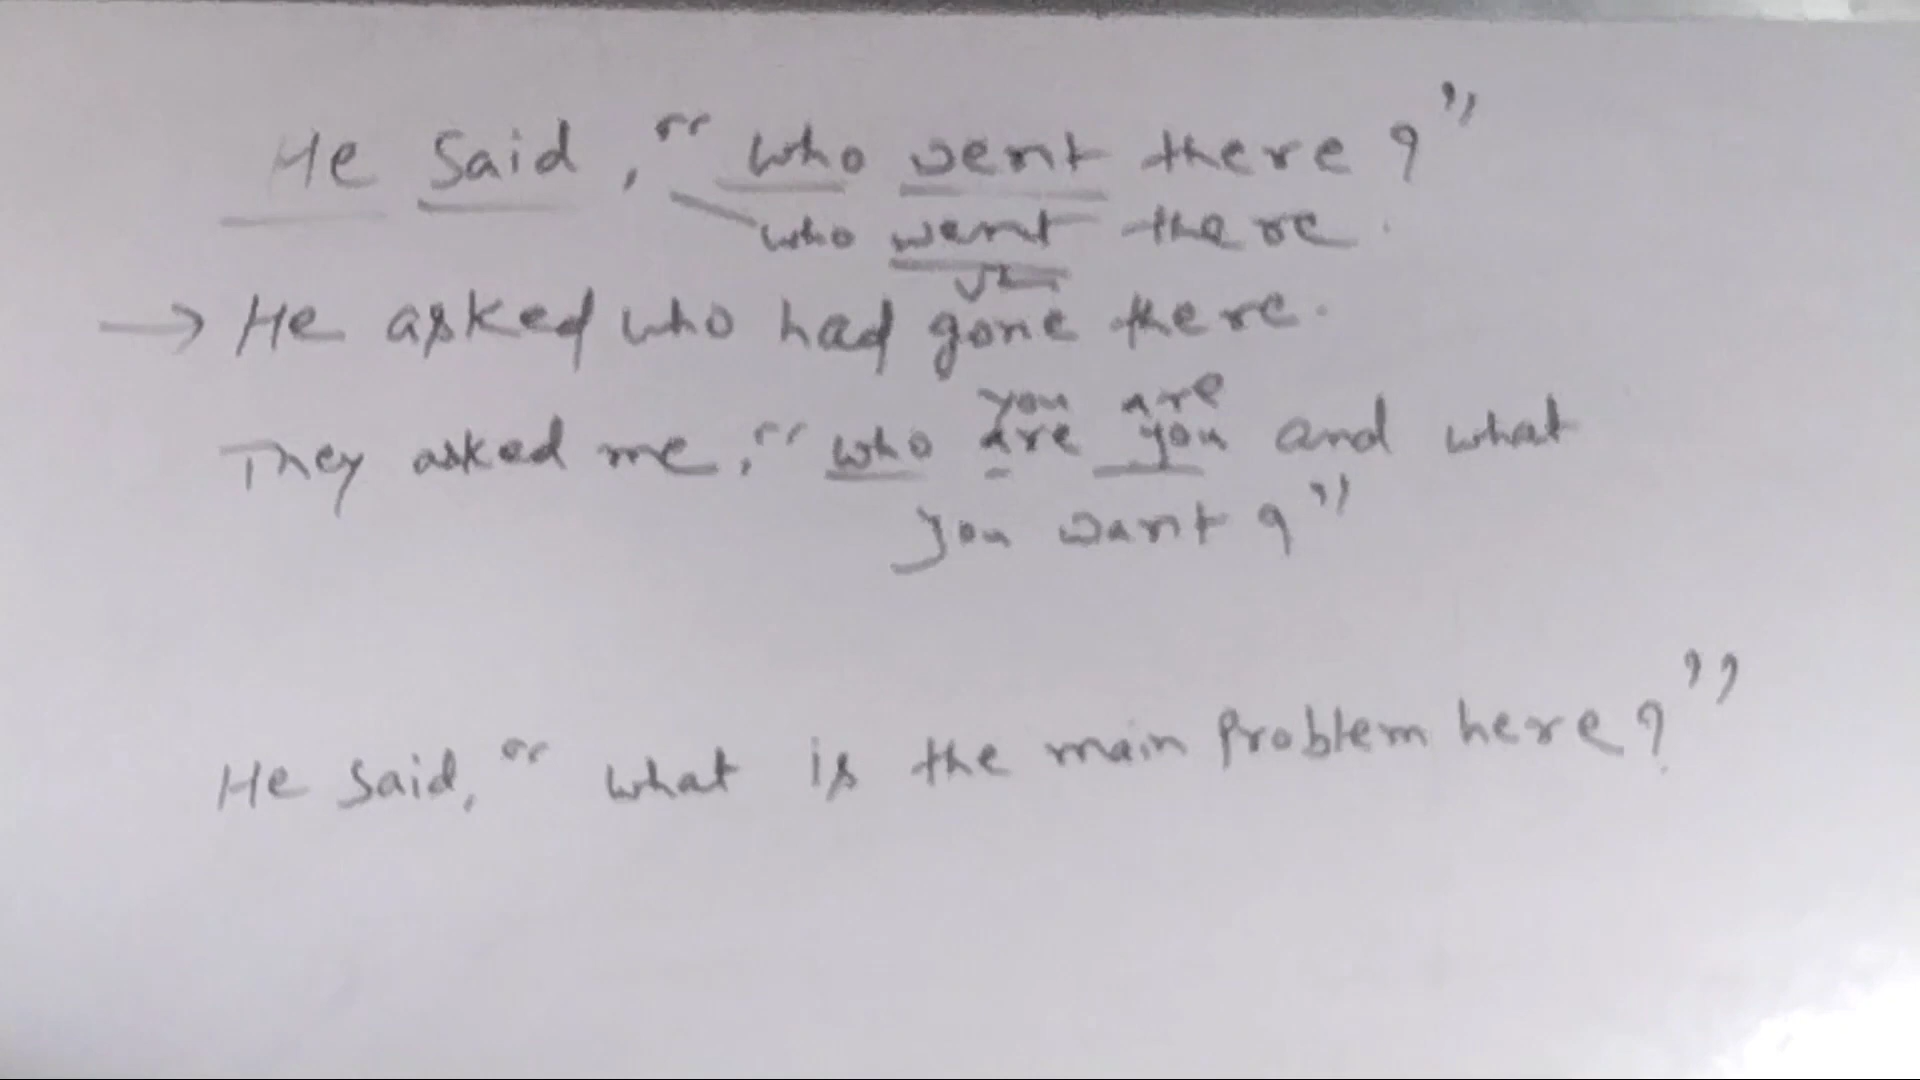 He Said, "who went there?"
who went there.
→ He asked who had gone there.
you are
They asked me, "who are you and what
you want?"
He Said, "what is the main Problem here?"